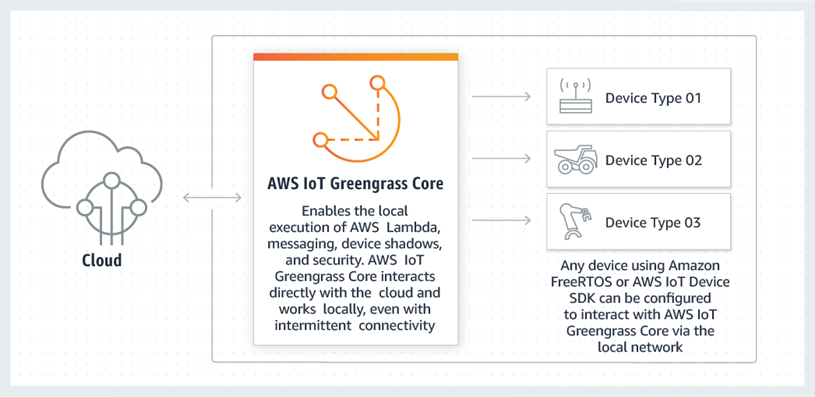 Cloud
AWS IoT Greengrass Core
Enables the local
execution of AWS Lambda,
messaging, device shadows,
and security. AWS IoT
Greengrass Core interacts
directly with the cloud and
works locally, even with
intermittent connectivity
Device Type 01
Device Type 02
Device Type 03
Any device using Amazon
FreeRTOS or AWS IoT Device
SDK can be configured
to interact with AWS IoT
Greengrass Core via the
local network